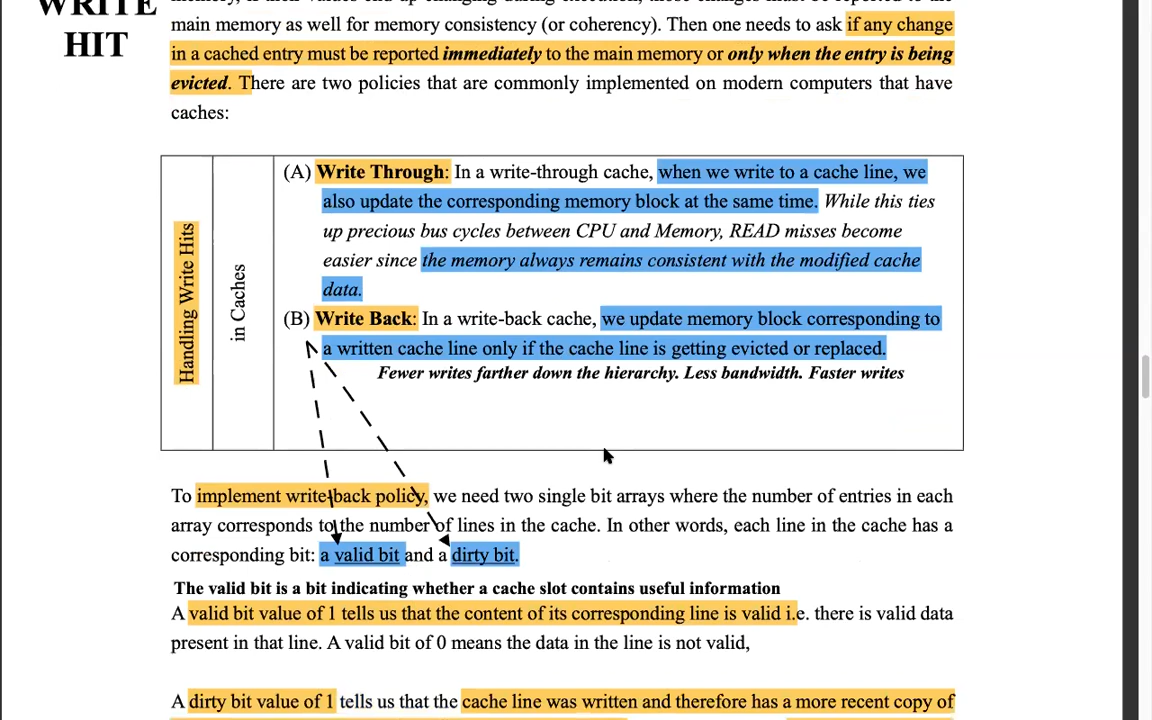 WRITE
HIT
main memory as well for memory consistency (or coherency). Then one needs to ask if any change
in a cached entry must be reported immediately to the main memory or only when the entry is being
evicted. There are two policies that are commonly implemented on modern computers that have
caches:
Handling Write Hits
in Caches
(A) Write Through: In a write-through cache, when we write to a cache line, we
also update the corresponding memory block at the same time. While this ties
up precious bus cycles between CPU and Memory, READ misses become
easier since the memory always remains consistent with the modified cache
data.
(B) Write Back: In a write-back cache, we update memory block corresponding to
a written cache line only if the cache line is getting evicted or replaced.
Fewer writes farther down the hierarchy. Less bandwidth. Faster writes
To implement write-back policy, we need two single bit arrays where the number of entries in each
array corresponds to the number of lines in the cache. In other words, each line in the cache has a
corresponding bit: a valid bit and a dirty bit.
The valid bit is a bit indicating whether a cache slot contains useful information
A valid bit value of 1 tells us that the content of its corresponding line is valid i.e. there is valid data
present in that line. A valid bit of 0 means the data in the line is not valid,
A dirty bit value of 1 tells us that the cache line was written and therefore has a more recent copy of